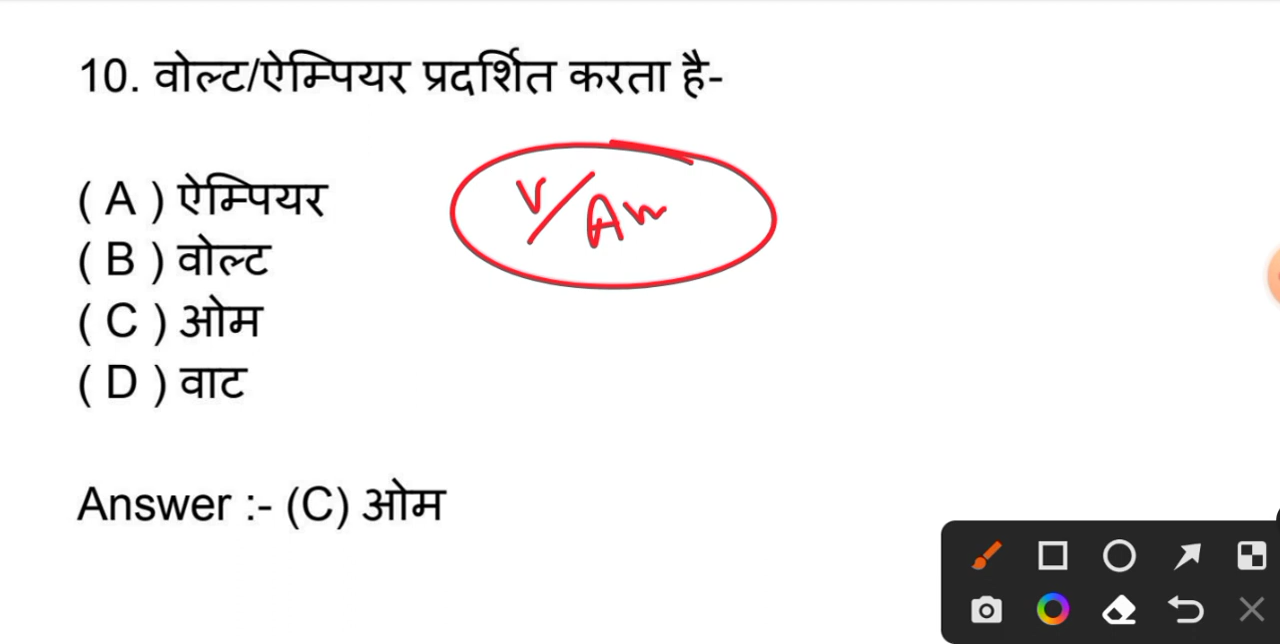 10. वोल्ट/ऐम्पियर प्रदर्शित करता है-
( A ) ऐम्पियर
V/Am
( B ) वोल्ट
( C ) ओम
( D ) वाट
Answer :- (C) ओम